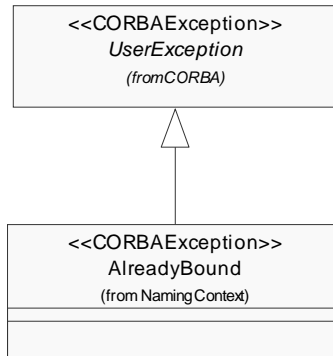 <<CORBAException>>
UserException
(fromCORBA)
<<CORBAException>>
AlreadyBound
(from NamingContext)